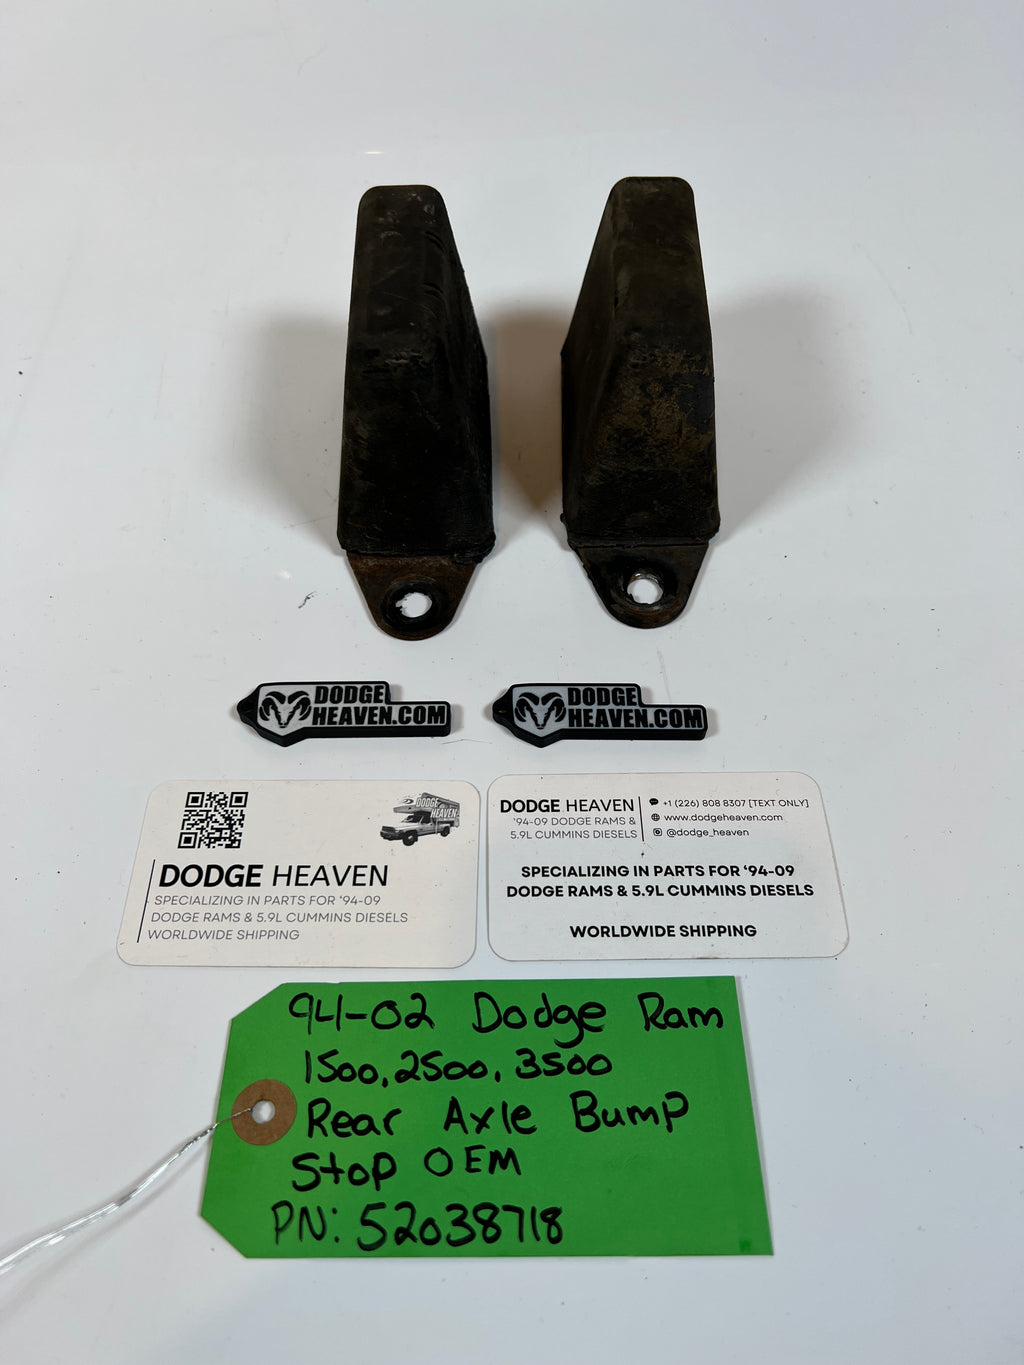 DODGE
HEAVEN.COM
DODGE
HEAVEN.COM
DODGE
HEAVEN
DODGE HEAVEN
SPECIALIZING IN PARTS FOR ‘94-09
DODGE RAMS & 5.9L CUMMINS DIESELS
WORLDWIDE SHIPPING
DODGE HEAVEN
‘94-09 DODGE RAMS &
5.9L CUMMINS DIESELS
+1 (226) 808 8307 [TEXT ONLY]
www.dodgeheaven.com
@dodge_heaven
SPECIALIZING IN PARTS FOR ‘94-09
DODGE RAMS & 5.9L CUMMINS DIESELS
WORLDWIDE SHIPPING
94-02 Dodge Ram
1500, 2500, 3500
Rear Axle Bump
Stop OEM
PN: 52038718